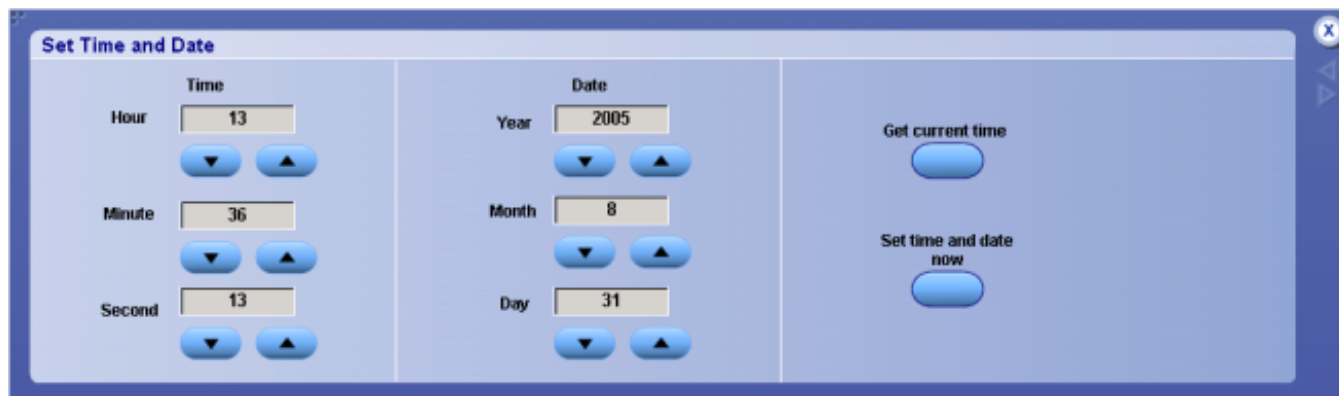 Set Time and Date
Time
Hour 13
Minute 36
Second 13
Date
Year 2005
Month 8
Day 31
Get current time
Set time and date
now
X